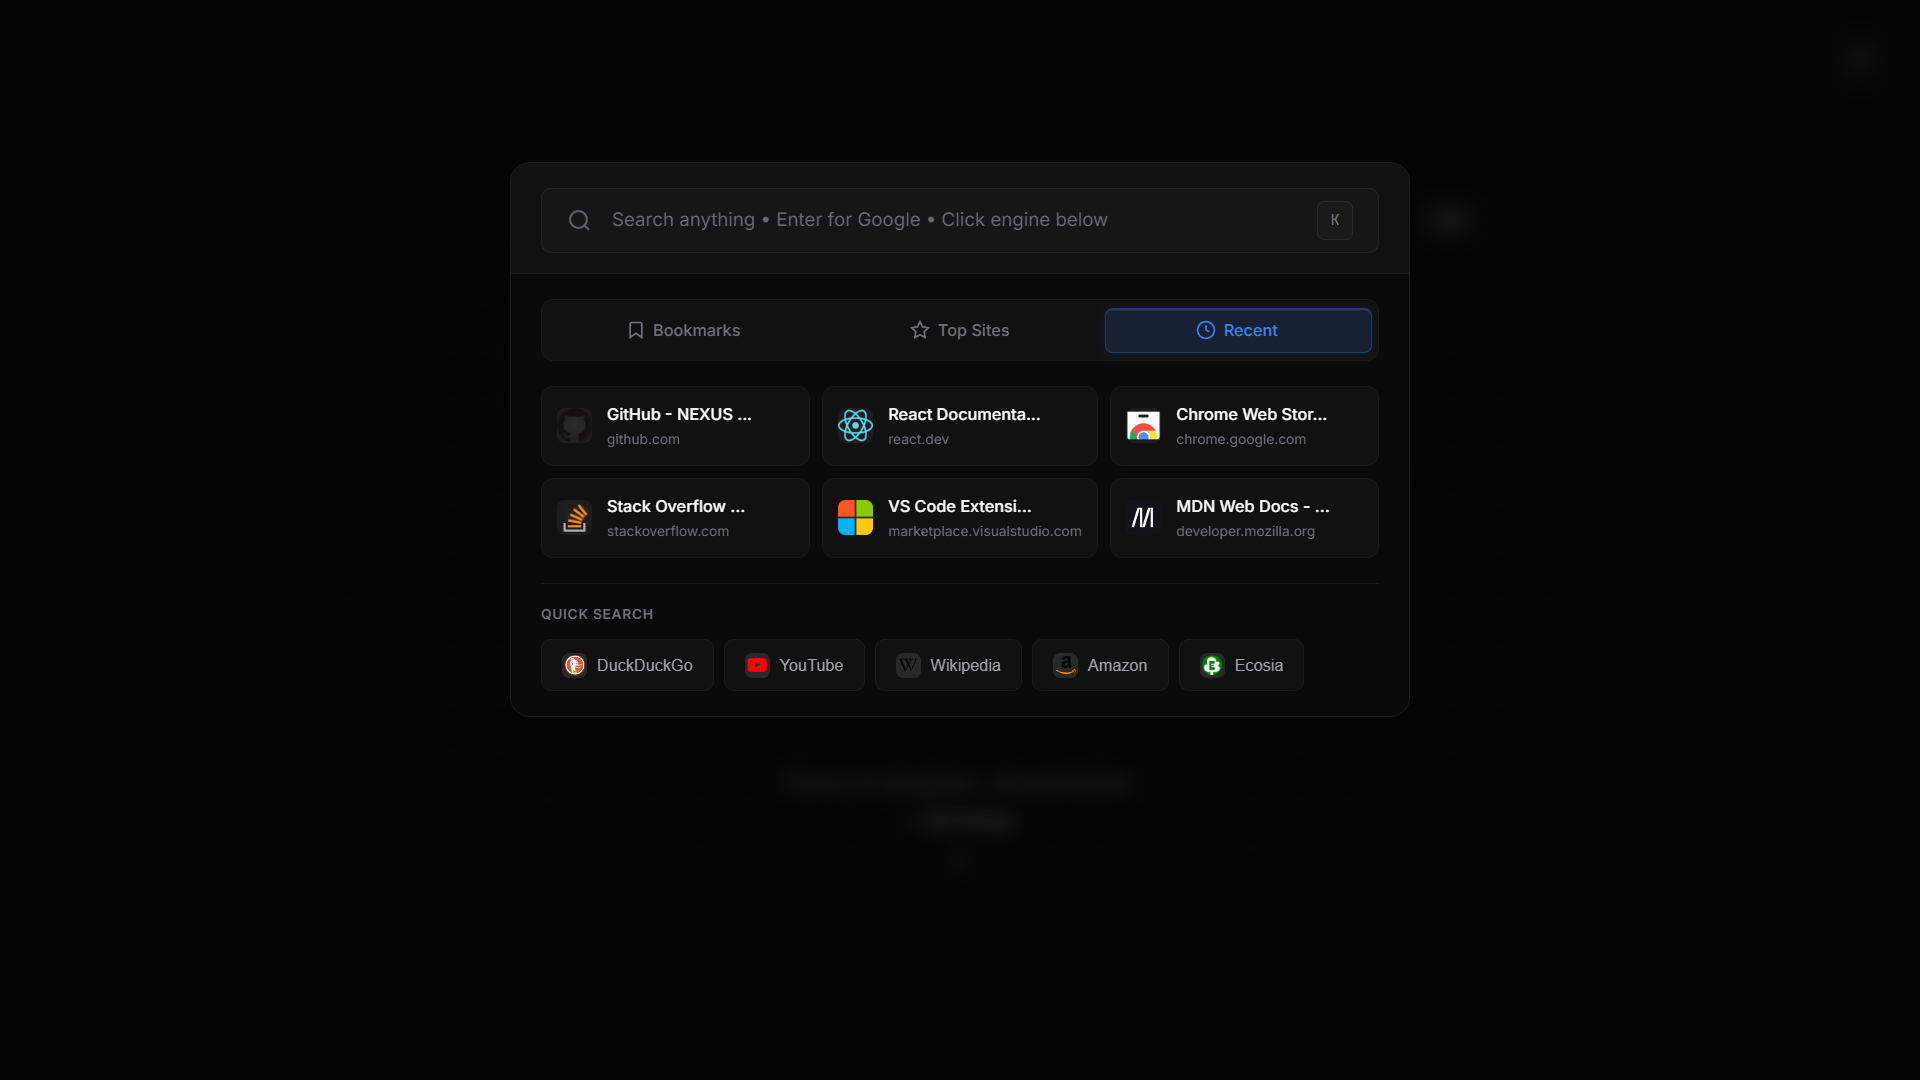 Search anything • Enter for Google • Click engine below
K
Bookmarks
Top Sites
Recent
GitHub - NEXUS ...
github.com
React Documenta...
react.dev
Chrome Web Stor...
chrome.google.com
Stack Overflow ...
stackoverflow.com
VS Code Extensi...
marketplace.visualstudio.com
MDN Web Docs - ...
developer.mozilla.org
QUICK SEARCH
DuckDuckGo
YouTube
Wikipedia
Amazon
Ecosia